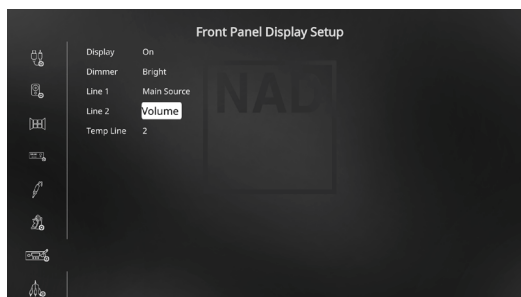 Front Panel Display Setup
Display On
Dimmer Bright
Line 1 Main Source
Line 2 Volume
Temp Line 2
NAD